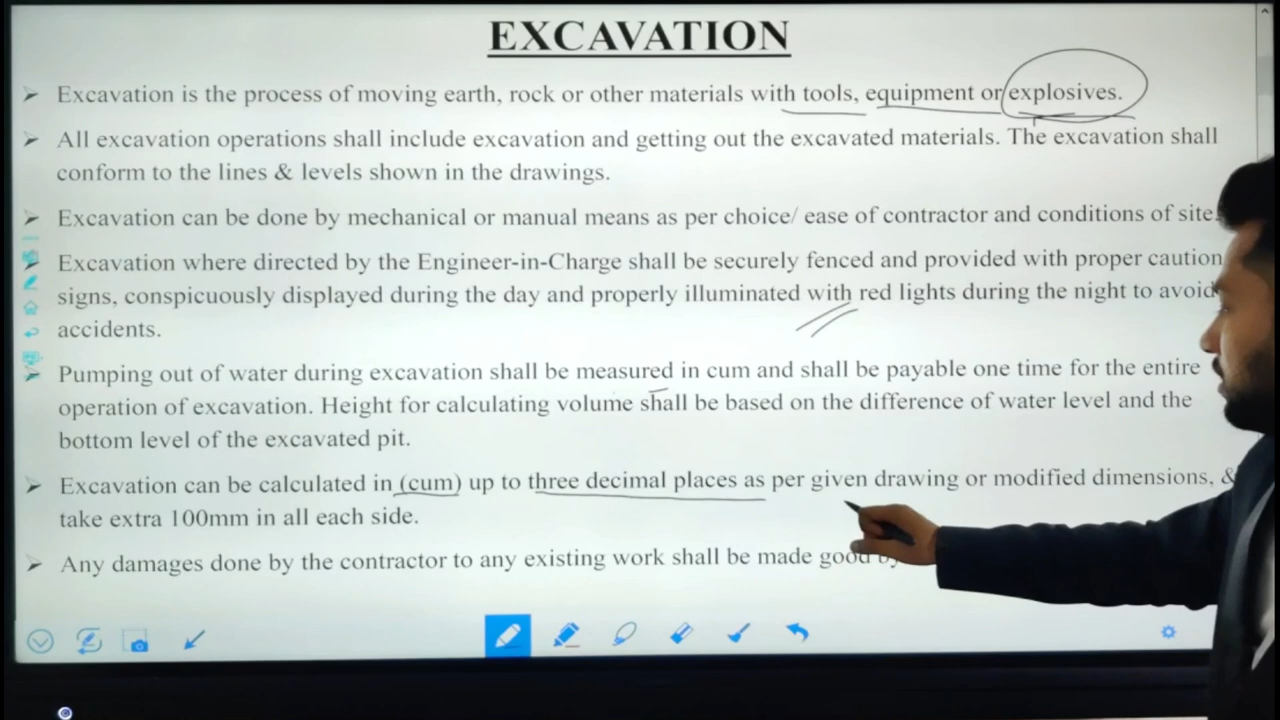 EXCAVATION
➢ Excavation is the process of moving earth, rock or other materials with tools, equipment or explosives.
➢ All excavation operations shall include excavation and getting out the excavated materials. The excavation shall
conform to the lines & levels shown in the drawings.
➢ Excavation can be done by mechanical or manual means as per choice/ ease of contractor and conditions of site.
➢ Excavation where directed by the Engineer-in-Charge shall be securely fenced and provided with proper caution
signs, conspicuously displayed during the day and properly illuminated with red lights during the night to avoid
accidents.
➢ Pumping out of water during excavation shall be measured in cum and shall be payable one time for the entire
operation of excavation. Height for calculating volume shall be based on the difference of water level and the
bottom level of the excavated pit.
➢ Excavation can be calculated in (cum) up to three decimal places as per given drawing or modified dimensions, &
take extra 100mm in all each side.
➢ Any damages done by the contractor to any existing work shall be made good by